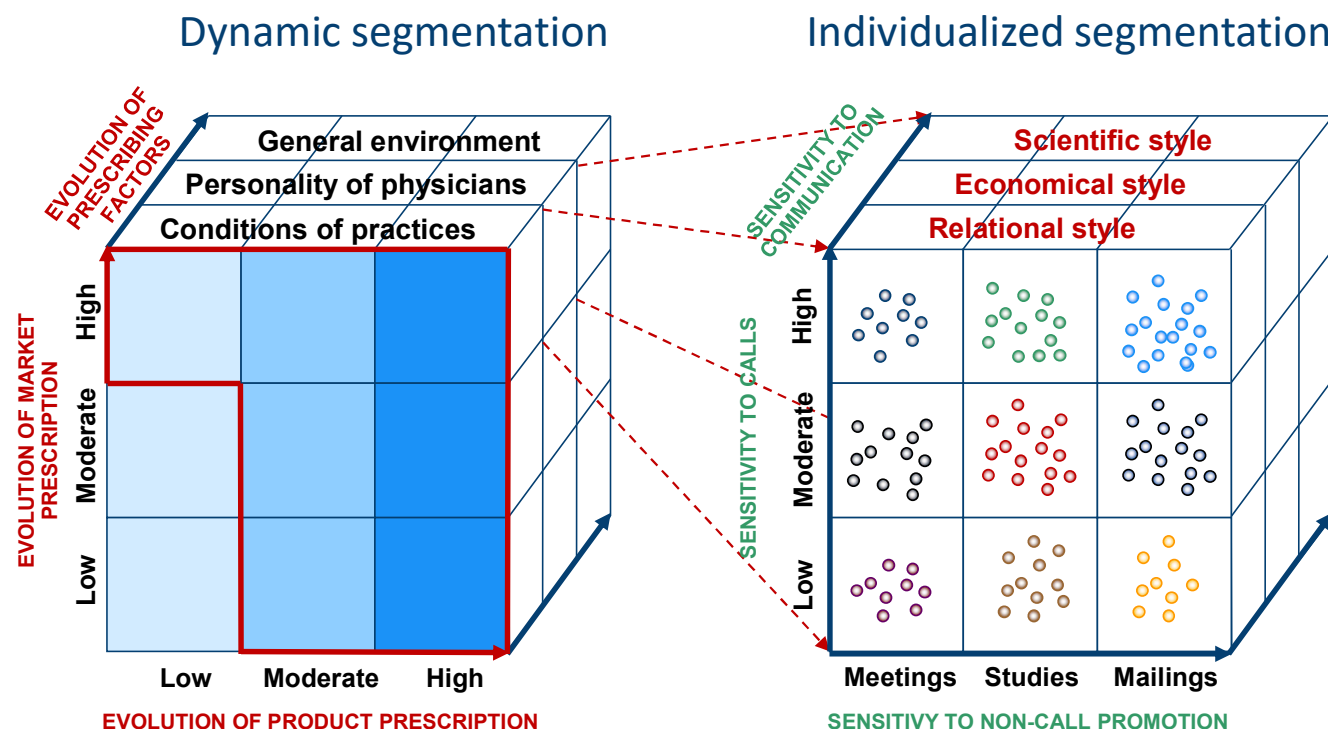 Dynamic segmentation
Individualized segmentation
EVOLUTION OF
PRESCRIBING
FACTORS
General environment
Personality of physicians
Conditions of practices
EVOLUTION OF MARKET
PRESCRIPTION
High
Moderate
Low
Low
Moderate
High
EVOLUTION OF PRODUCT PRESCRIPTION
SENSITIVITY TO
COMMUNICATION
Scientific style
Economical style
Relational style
SENSITIVITY TO CALLS
High
Moderate
Low
Meetings
Studies
Mailings
SENSITIVY TO NON-CALL PROMOTION